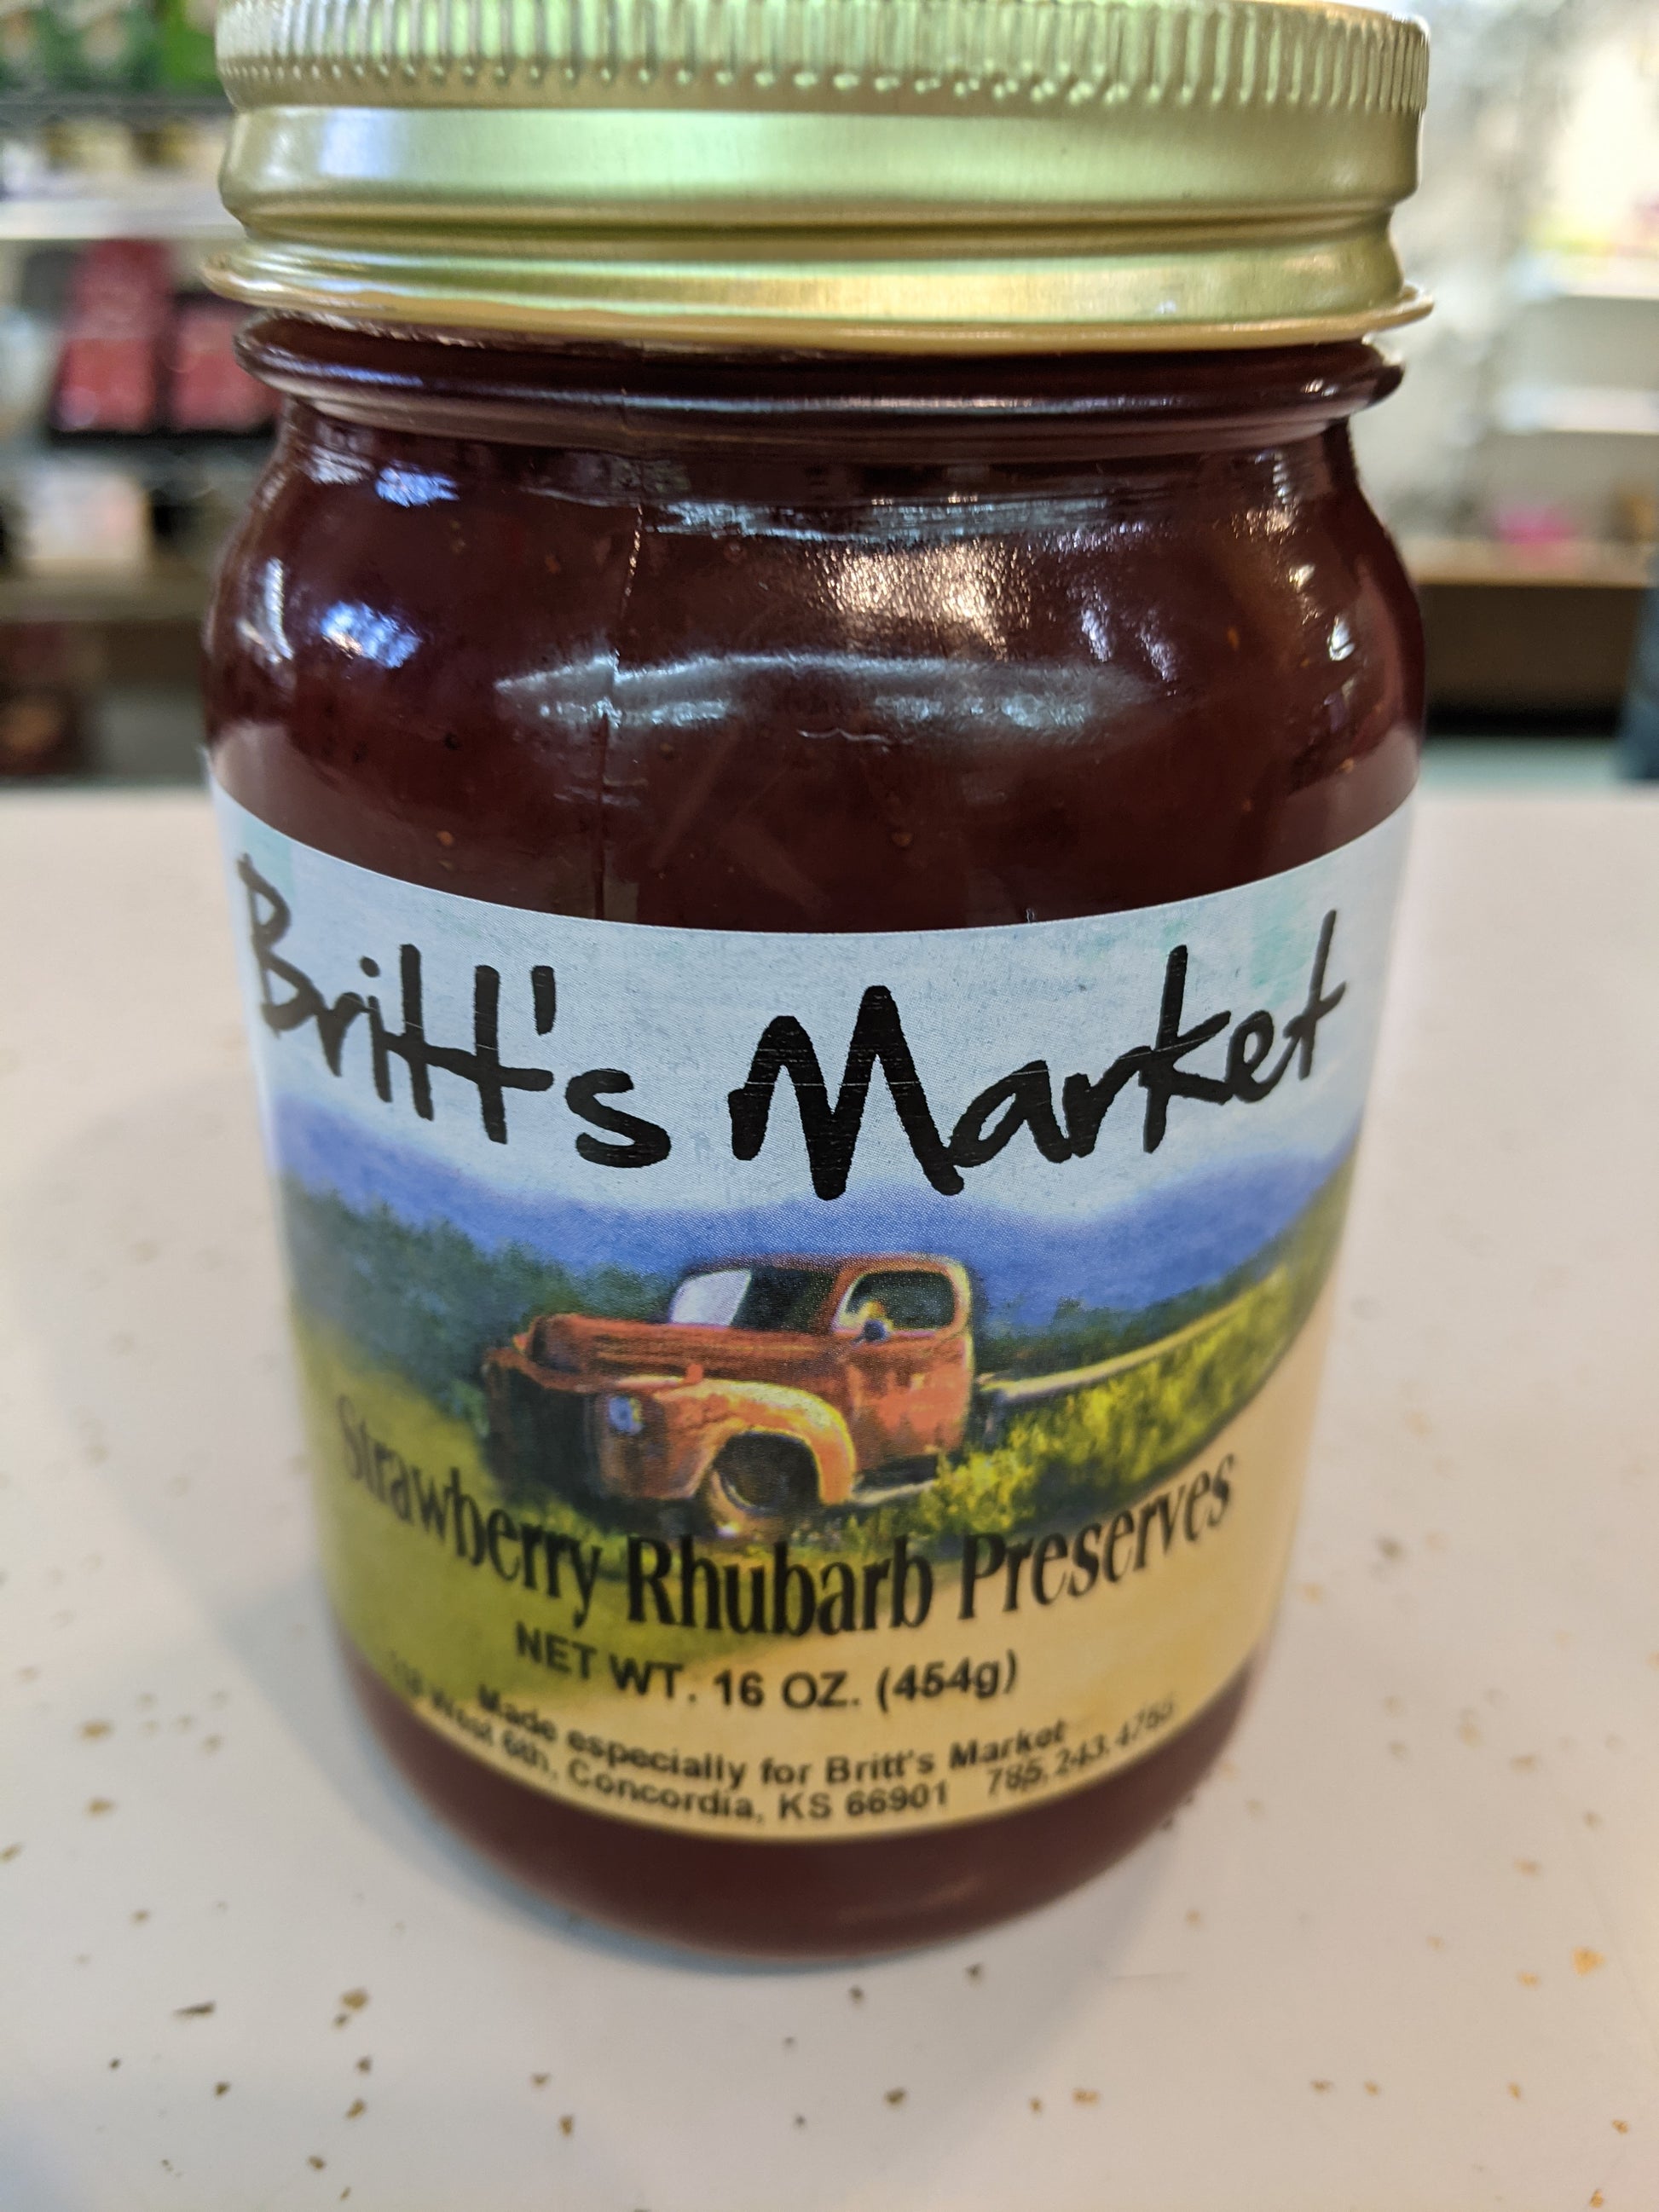 Britt's Market
Strawberry Rhubarb Preserves
NET WT. 16 OZ. (454g)
Made especially for Britt's Market
West 6th, Concordia, KS 66901